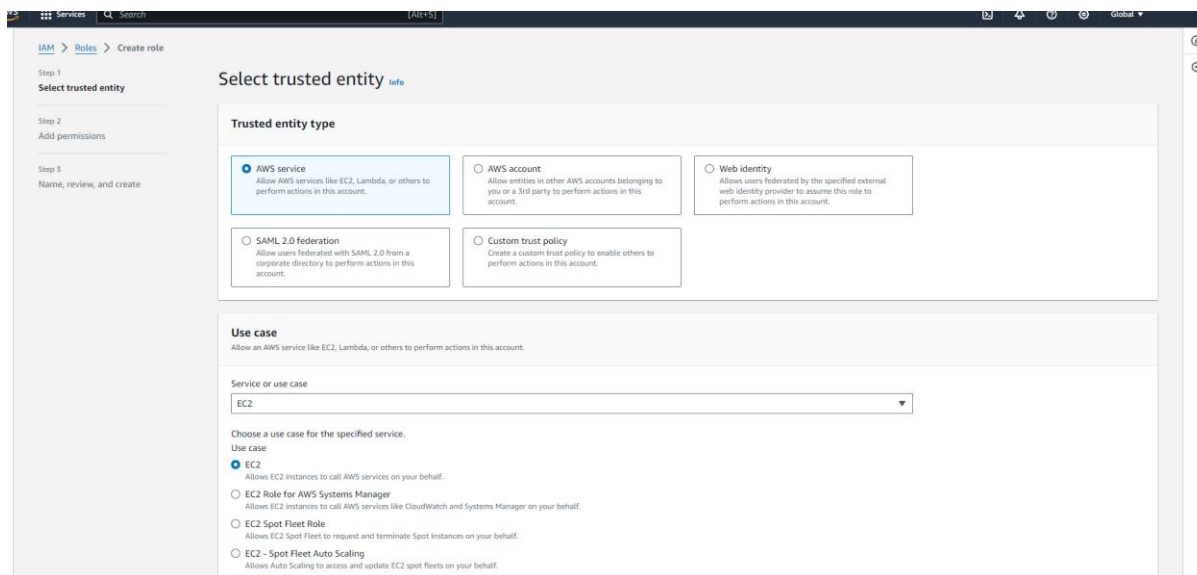 Services
Search
[Alt+S]
Global
IAM > Roles > Create role
Step 1
Select trusted entity
Step 2
Add permissions
Step 3
Name, review, and create
Select trusted entity Info
Trusted entity type
AWS service
Allow AWS services like EC2, Lambda, or others to
perform actions in this account.
AWS account
Allow entities in other AWS accounts belonging to
you or a 3rd party to perform actions in this
account.
Web identity
Allows users federated by the specified external
web identity provider to assume this role to
perform actions in this account.
SAML 2.0 federation
Allow users federated with SAML 2.0 from a
corporate directory to perform actions in this
account.
Custom trust policy
Create a custom trust policy to enable others to
perform actions in this account.
Use case
Allow an AWS service like EC2, Lambda, or others to perform actions in this account.
Service or use case
EC2
Choose a use case for the specified service.
Use case
EC2
Allows EC2 instances to call AWS services on your behalf.
EC2 Role for AWS Systems Manager
Allows EC2 instances to call AWS services like CloudWatch and Systems Manager on your behalf.
EC2 Spot Fleet Role
Allows EC2 Spot Fleet to request and terminate Spot Instances on your behalf.
EC2 - Spot Fleet Auto Scaling
Allows Auto Scaling to access and update EC2 spot fleets on your behalf.